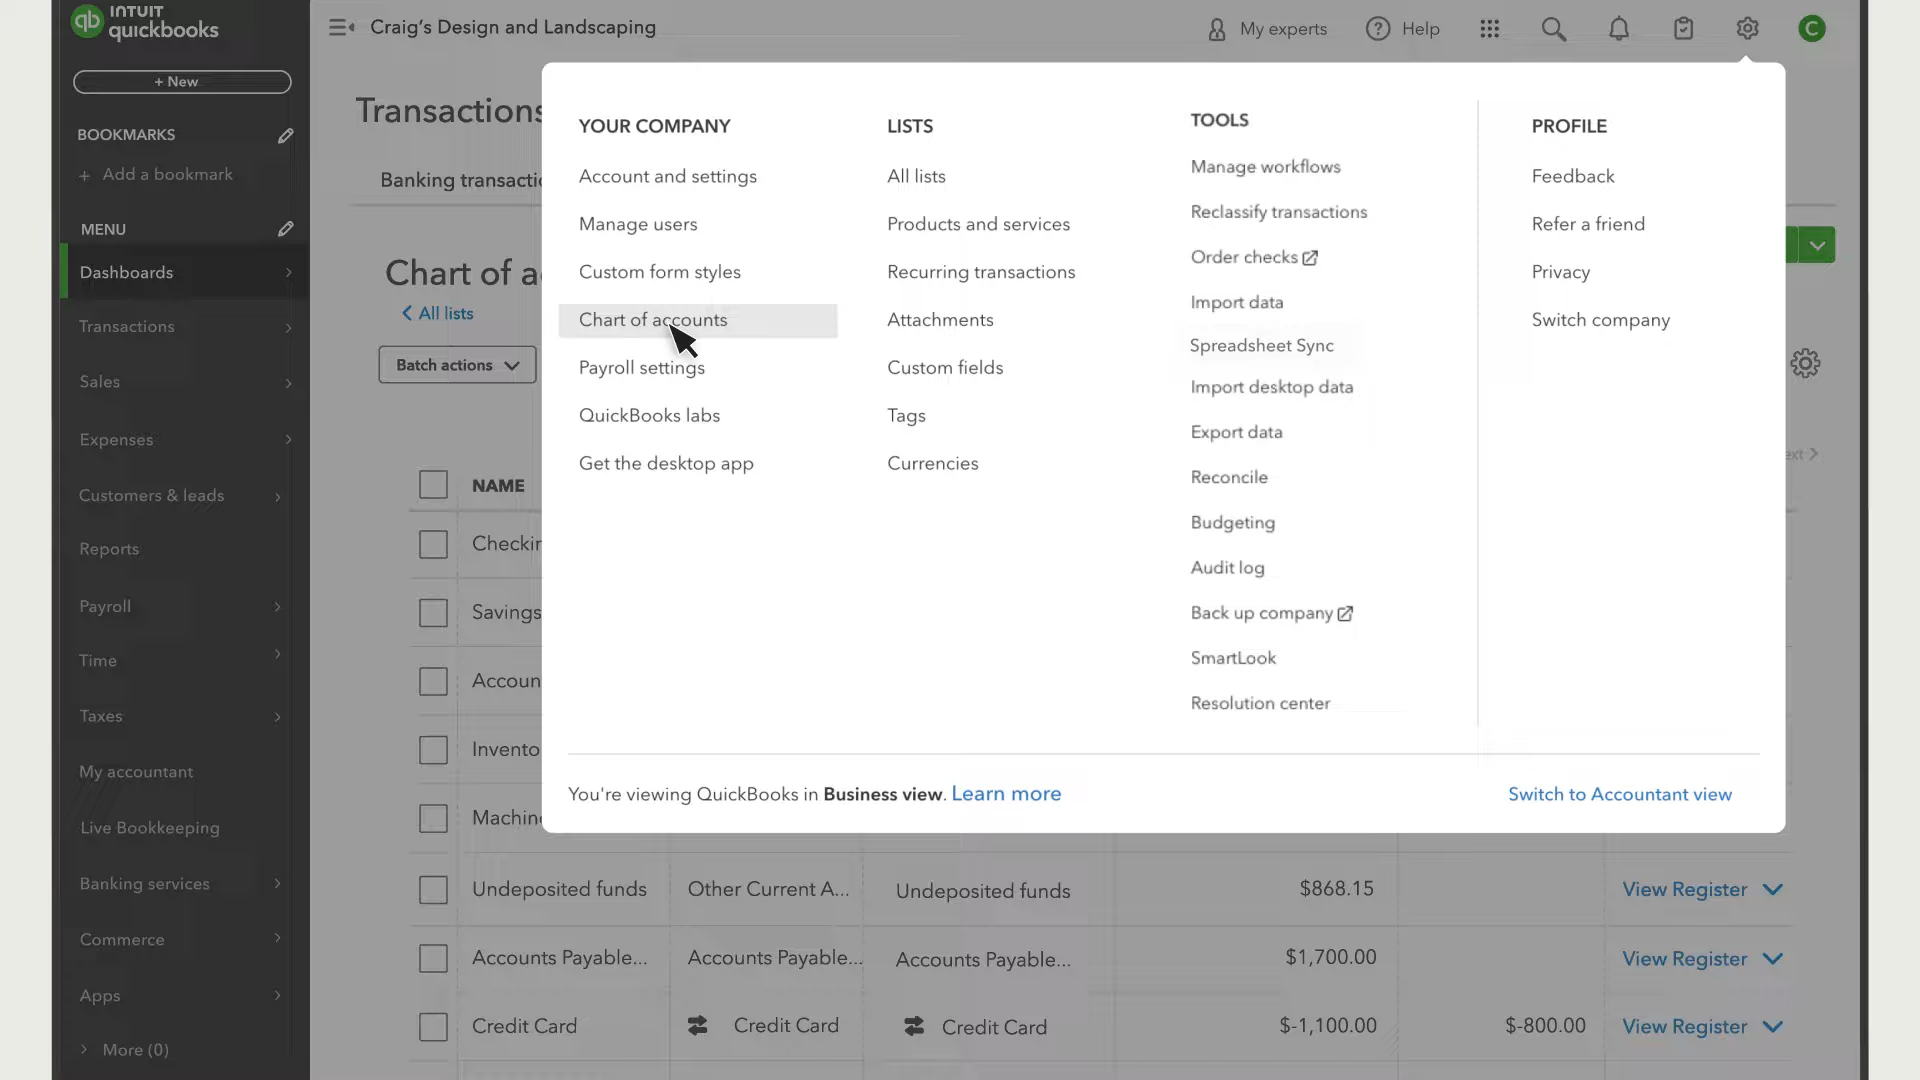 INTUIT
quickbooks
Craig's Design and Landscaping
My experts
Help
C
+ New
BOOKMARKS
+ Add a bookmark
MENU
Dashboards
Transactions
Sales
Expenses
Customers & leads
Reports
Payroll
Time
Taxes
My accountant
Live Bookkeeping
Banking services
Commerce
Apps
More (0)
Transactions
Banking
Chart of
All lists
Batch actions
YOUR COMPANY
Account and settings
Manage users
Custom form styles
Chart of accounts
Payroll settings
QuickBooks labs
Get the desktop app
LISTS
All lists
Products and services
Recurring transactions
Attachments
Custom fields
Tags
Currencies
TOOLS
Manage workflows
Reclassify transactions
Order checks
Import data
Spreadsheet Sync
Import desktop data
Export data
Reconcile
Budgeting
Audit log
Back up company
SmartLook
Resolution center
PROFILE
Feedback
Refer a friend
Privacy
Switch company
You're viewing QuickBooks in Business view. Learn more
Switch to Accountant view
NAME
Savings
Undeposited funds Other Current A... Undeposited funds $868.15 View Register
Accounts Payable... Accounts Payable... Accounts Payable... $1,700.00 View Register
Credit Card Credit Card Credit Card $-1,100.00 $-800.00 View Register